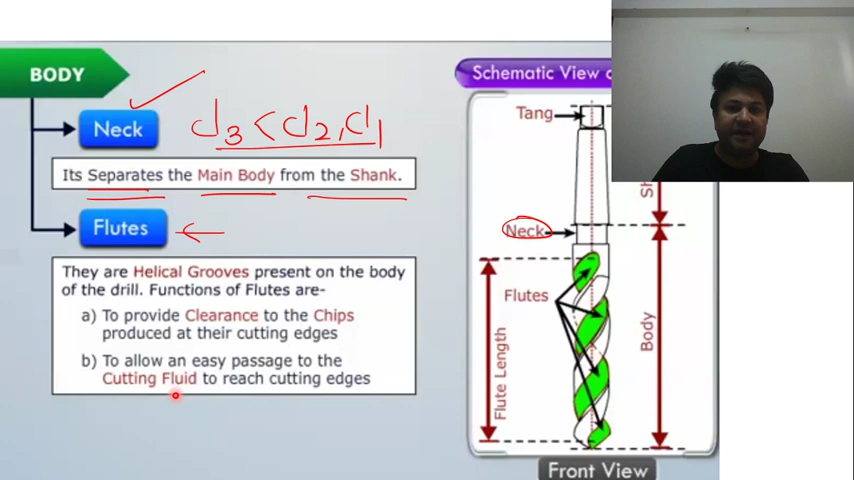 BODY
Neck
d3 < d2, d1
Its Separates the Main Body from the Shank.
Flutes
They are Helical Grooves present on the body
of the drill. Functions of Flutes are-
a) To provide Clearance to the Chips
produced at their cutting edges
b) To allow an easy passage to the
Cutting Fluid to reach cutting edges
Schematic View
Tang
Sh
Neck
Flutes
Flute Length
Body
Front View